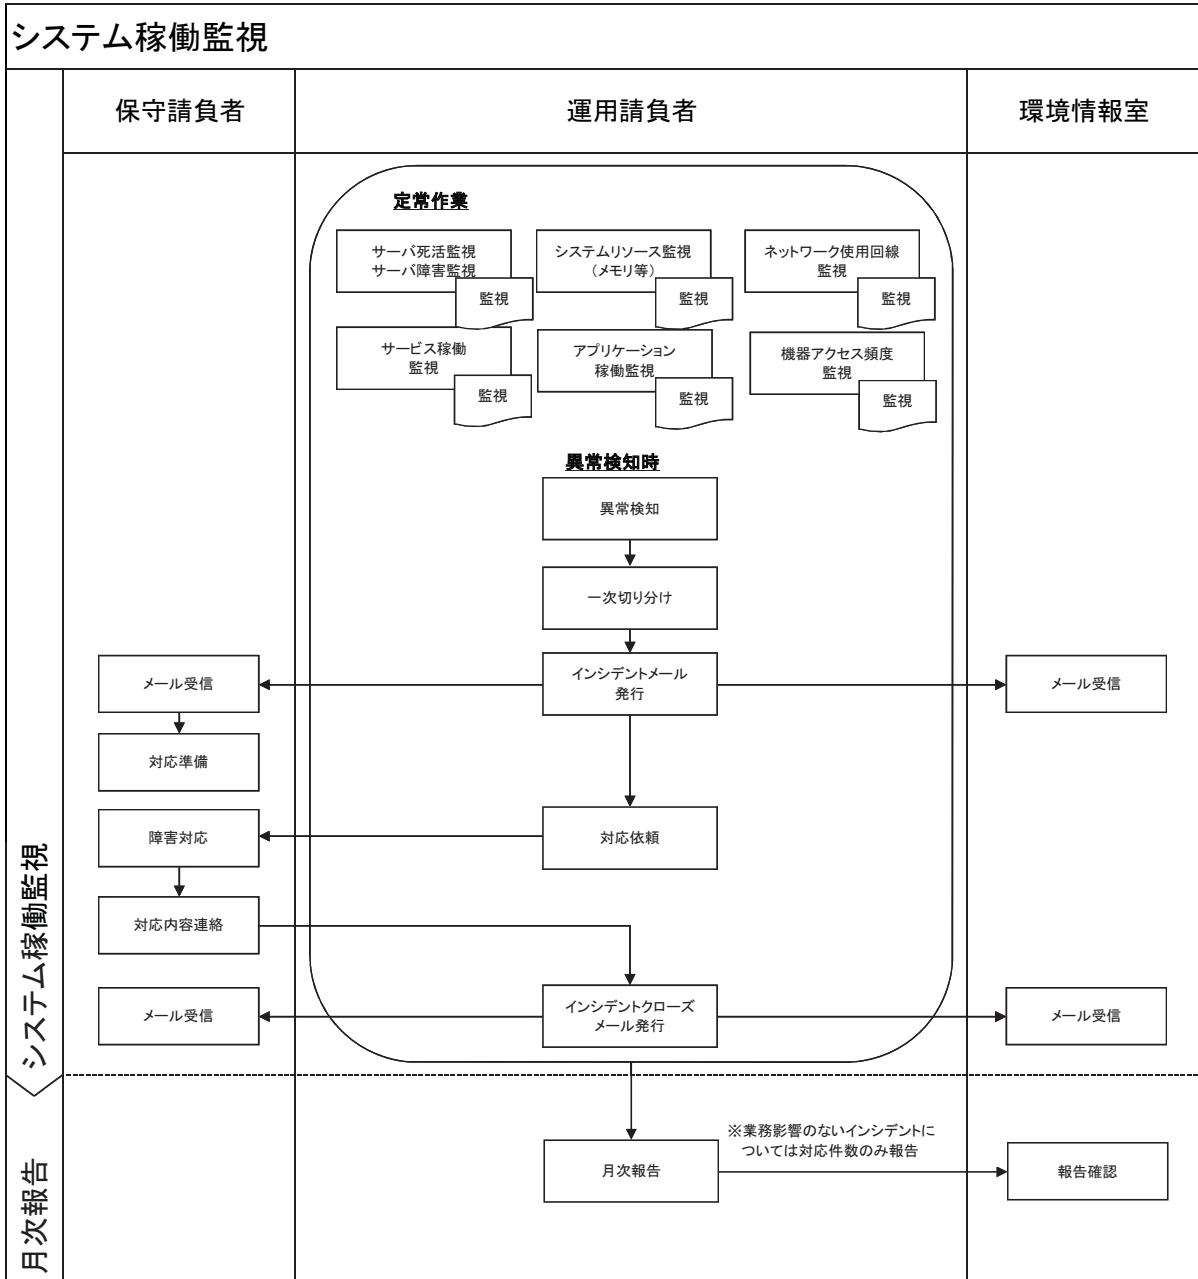 システム稼働監視
保守請負者
運用請負者
環境情報室
定常作業
サーバ死活監視
サーバ障害監視
監視
システムリソース監視
(メモリ等)
監視
ネットワーク使用回線
監視
監視
サービス稼働
監視
監視
アプリケーション
稼働監視
監視
機器アクセス頻度
監視
監視
異常検知時
異常検知
一次切り分け
メール受信
インシデントメール
発行
メール受信
対応準備
障害対応
対応依頼
対応内容連絡
メール受信
インシデントクローズ
メール発行
メール受信
システム稼働監視
月次報告
※業務影響のないインシデントに
ついては対応件数のみ報告
報告確認
月次報告